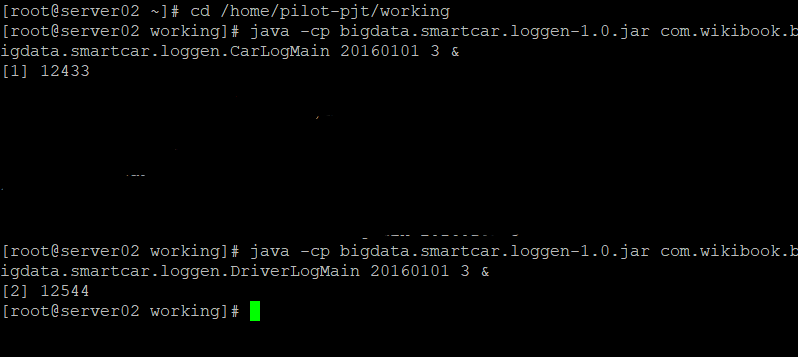 [root@server02 ~]# cd /home/pilot-pjt/working
[root@server02 working]# java -cp bigdata.smartcar.loggen-1.0.jar com.wikibook.b
igdata.smartcar.loggen.CarLogMain 20160101 3 &
[1] 12433
[root@server02 working]# java -cp bigdata.smartcar.loggen-1.0.jar com.wikibook.b
igdata.smartcar.loggen.DriverLogMain 20160101 3 &
[2] 12544
[root@server02 working]#